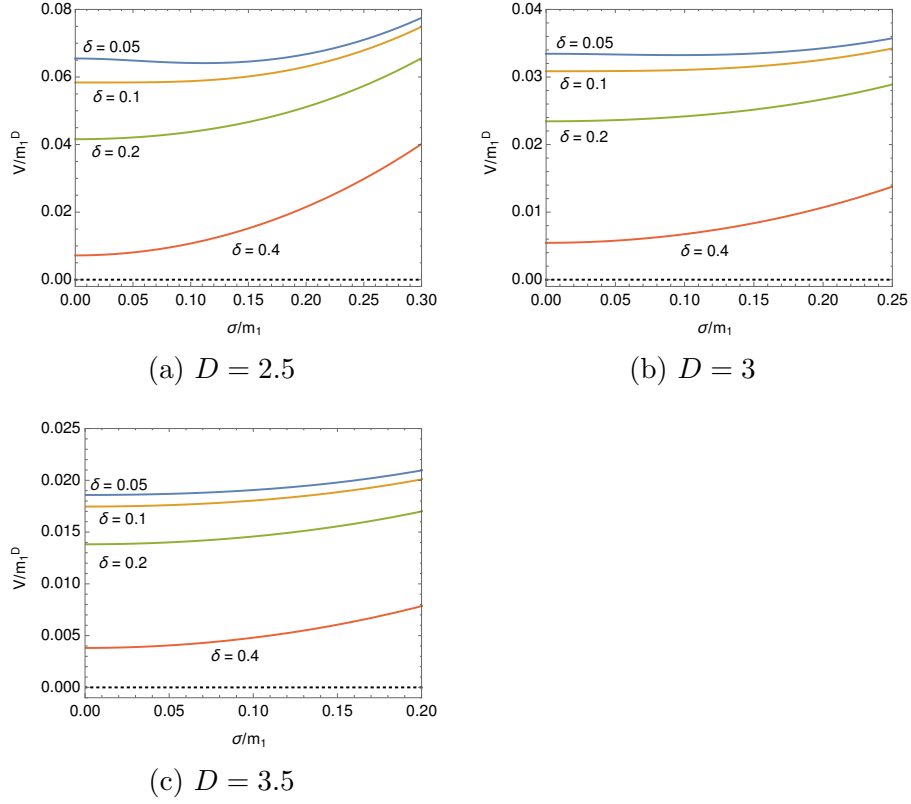 0.08
δ = 0.05
0.06
δ = 0.1
V/m₁ᴰ
0.04
δ = 0.2
0.02
δ = 0.4
0.00
0.00 0.05 0.10 0.15 0.20 0.25 0.30
σ/m₁
(a) D = 2.5
0.04
δ = 0.05
0.03
δ = 0.1
V/m₁ᴰ
0.02
δ = 0.2
0.01
δ = 0.4
0.00
0.00 0.05 0.10 0.15 0.20 0.25
σ/m₁
(b) D = 3
0.025
0.020
δ = 0.05
δ = 0.1
0.015
V/m₁ᴰ
δ = 0.2
0.010
0.005
δ = 0.4
0.000
0.00 0.05 0.10 0.15 0.20
σ/m₁
(c) D = 3.5